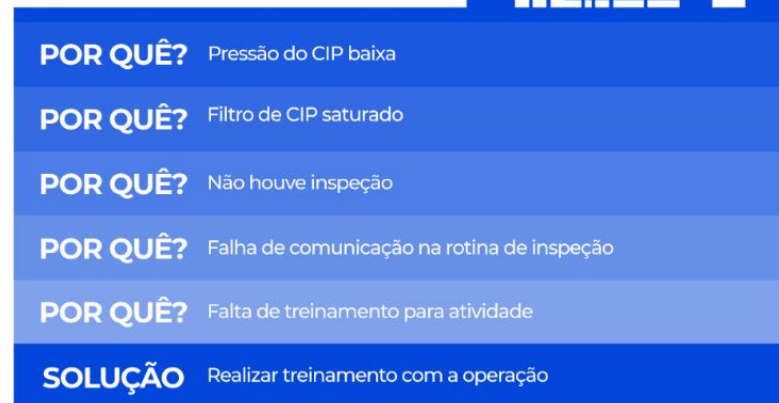 POR QUÊ? Pressão do CIP baixa
POR QUÊ? Filtro de CIP saturado
POR QUÊ? Não houve inspeção
POR QUÊ? Falha de comunicação na rotina de inspeção
POR QUÊ? Falta de treinamento para atividade
SOLUÇÃO Realizar treinamento com a operação